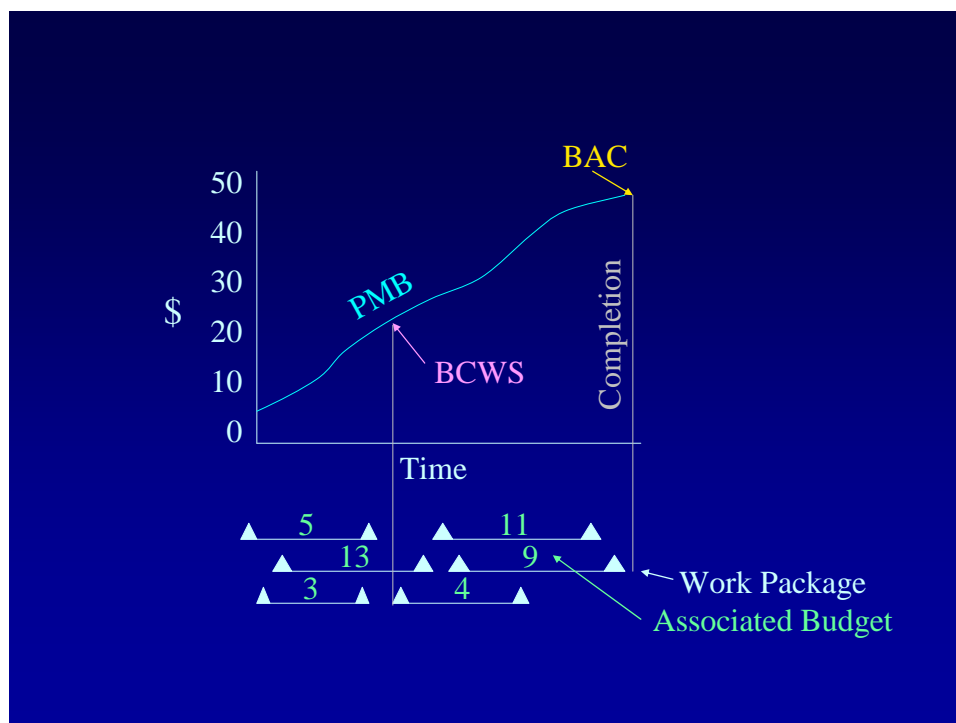 BAC
50
40
30
20
10
0
$
PMB
BCWS
Completion
Time
5
11
13
9
3
4
Work Package
Associated Budget